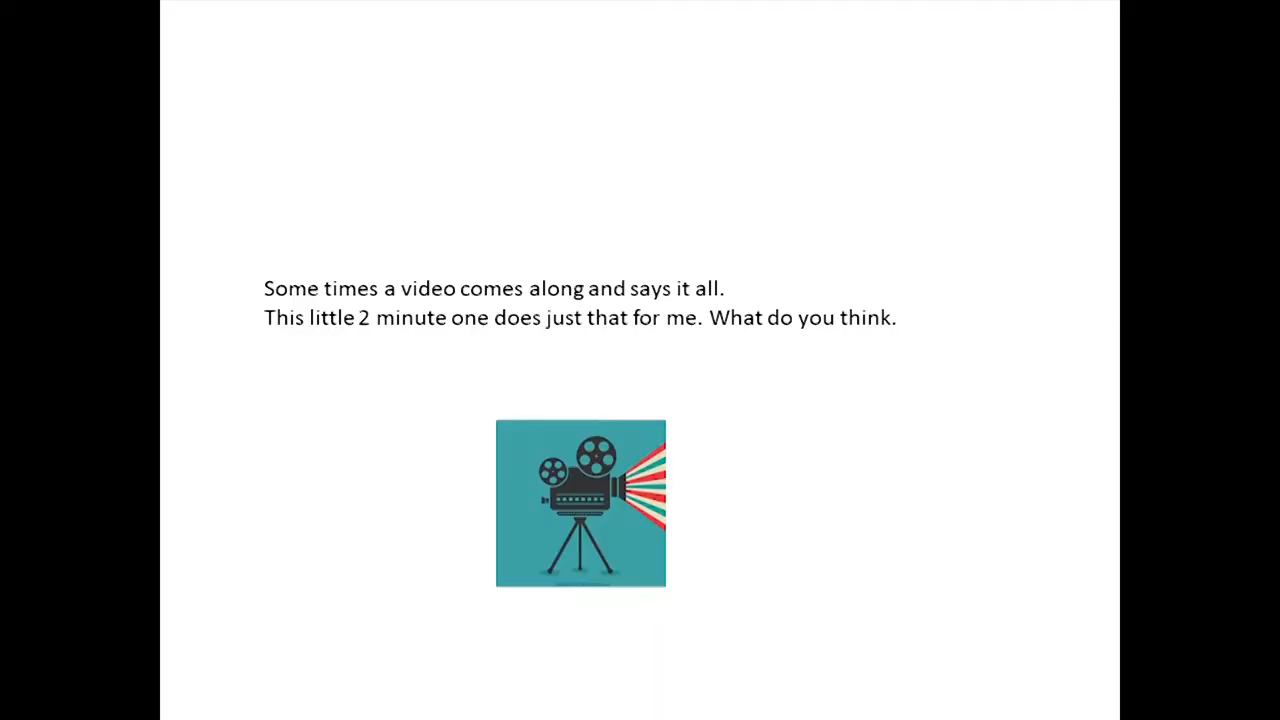 Some times a video comes along and says it all.
This little 2 minute one does just that for me. What do you think.